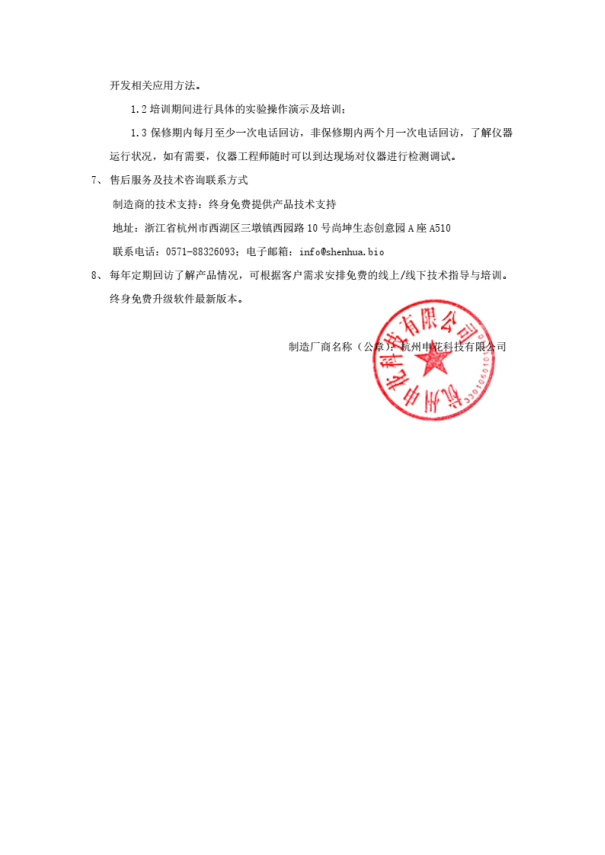 开发相关应用方法。
1.2 培训期间进行具体的实验操作演示及培训；
1.3 保修期内每月至少一次电话回访，非保修期内两个月一次电话回访，了解仪器
运行状况，如有需要，仪器工程师随时可以到达现场对仪器进行检测调试。
7、 售后服务及技术咨询联系方式
制造商的技术支持：终身免费提供产品技术支持
地址：浙江省杭州市西湖区三墩镇西园路 10 号尚坤生态创意园 A 座 A510
联系电话：0571-88326093；电子邮箱：info@shenhua.bio
8、 每年定期回访了解产品情况，可根据客户需求安排免费的线上/线下技术指导与培训。
终身免费升级软件最新版本。
制造厂商名称（公章）：杭州申花科技有限公司
杭州申花科技有限公司